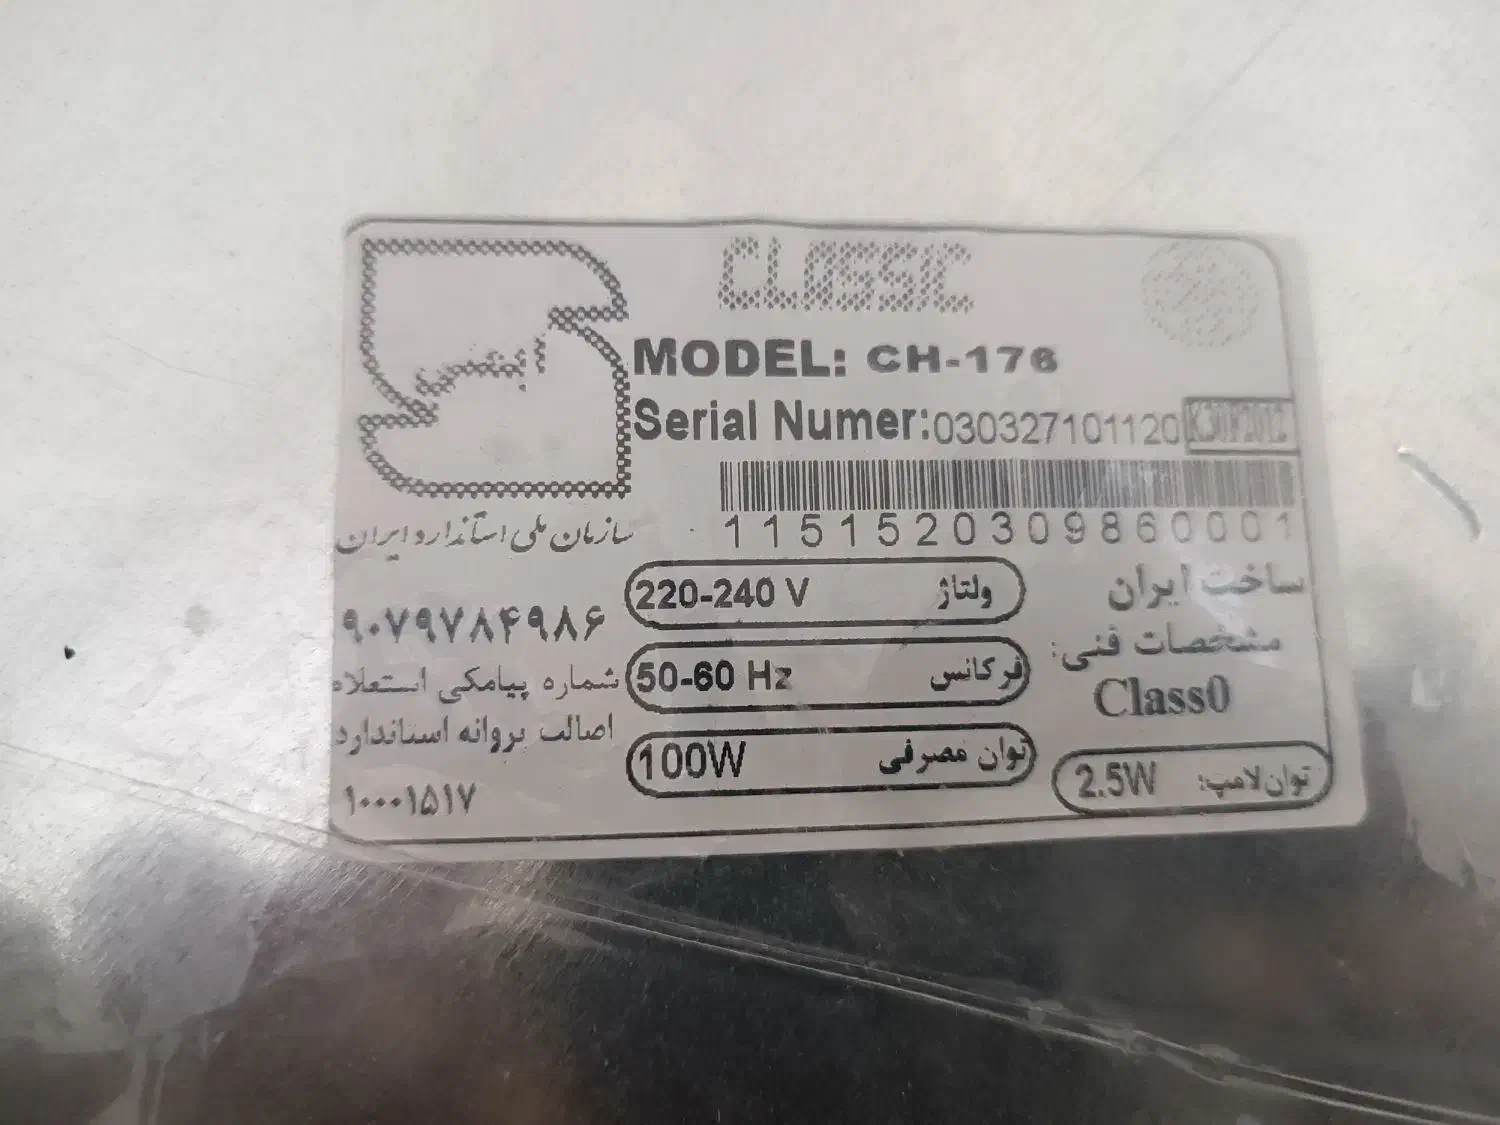 CLASSIC
MODEL: CH-176
Serial Numer:030327101120
1151520309860001
سازمان ملی استاندارد ایران
۹۰۷۹۷۸۴۹۸۶
شماره پیامکی استعلام
اصالت پروانه استاندارد
۱۰۰۰۱۵۱۷
ولتاژ 220-240 V
فرکانس 50-60 Hz
توان مصرفی 100W
ساخت ایران
مشخصات فنی:
Class0
توان لامپ: 2.5W